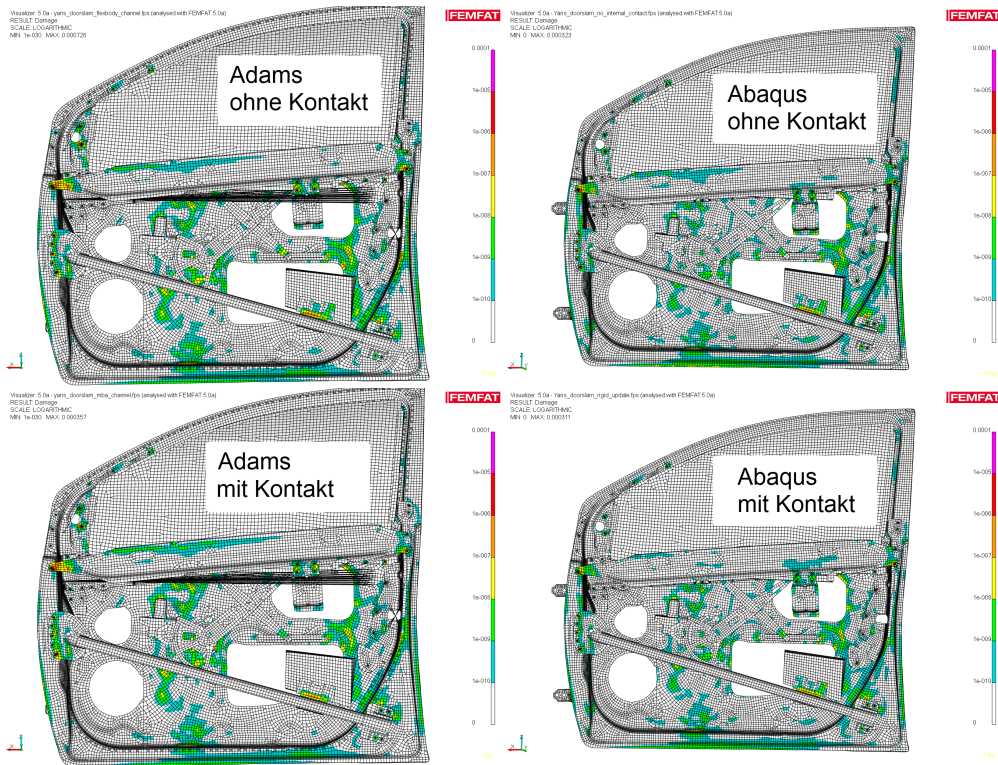 Visualizer 5.0a - yaris_doorslam_flexbody_channel.fps (analysed with FEMFAT 5.0a)
RESULT: Damage
SCALE: LOGARITHMIC
MIN: 1e-030 MAX: 0.000726
FEMFAT
Adams
ohne Kontakt
0.0001
1e-005
1e-006
1e-007
1e-008
1e-009
1e-010
0
Visualizer 5.0a - Yaris_doorslam_no_internal_contact.fps (analysed with FEMFAT 5.0a)
RESULT: Damage
SCALE: LOGARITHMIC
MIN: 0 MAX: 0.000323
FEMFAT
Abaqus
ohne Kontakt
0.0001
1e-005
1e-006
1e-007
1e-008
1e-009
1e-010
0
Visualizer 5.0a - yaris_doorslam_mba_channel.fps (analysed with FEMFAT 5.0a)
RESULT: Damage
SCALE: LOGARITHMIC
MIN: 1e-030 MAX: 0.000357
FEMFAT
Adams
mit Kontakt
0.0001
1e-005
1e-006
1e-007
1e-008
1e-009
1e-010
0
Visualizer 5.0a - Yaris_doorslam_rigid_update.fps (analysed with FEMFAT 5.0a)
RESULT: Damage
SCALE: LOGARITHMIC
MIN: 0 MAX: 0.000311
FEMFAT
Abaqus
mit Kontakt
0.0001
1e-005
1e-006
1e-007
1e-008
1e-009
1e-010
0